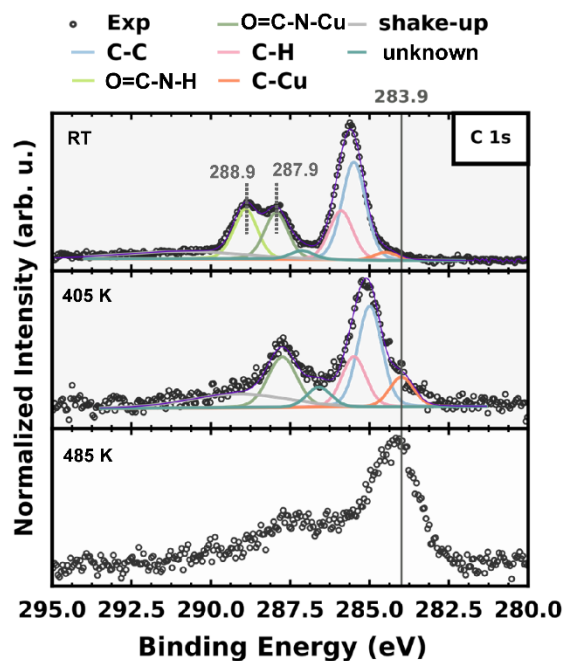 Exp O=C-N-Cu shake-up
C-C C-H unknown
O=C-N-H C-Cu
283.9
RT
C 1s
288.9 287.9
405 K
485 K
Normalized Intensity (arb. u.)
295.0 292.5 290.0 287.5 285.0 282.5 280.0
Binding Energy (eV)